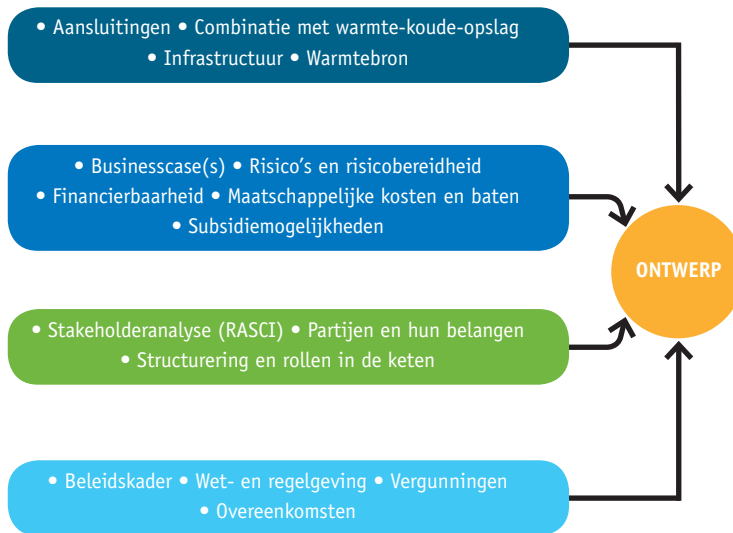 • Aansluitingen • Combinatie met warmte-koude-opslag
• Infrastructuur • Warmtebron
• Businesscase(s) • Risico's en risicobereidheid
• Financierbaarheid • Maatschappelijke kosten en baten
• Subsidiemogelijkheden
ONTWERP
• Stakeholderanalyse (RASCI) • Partijen en hun belangen
• Structurering en rollen in de keten
• Beleidskader • Wet- en regelgeving • Vergunningen
• Overeenkomsten